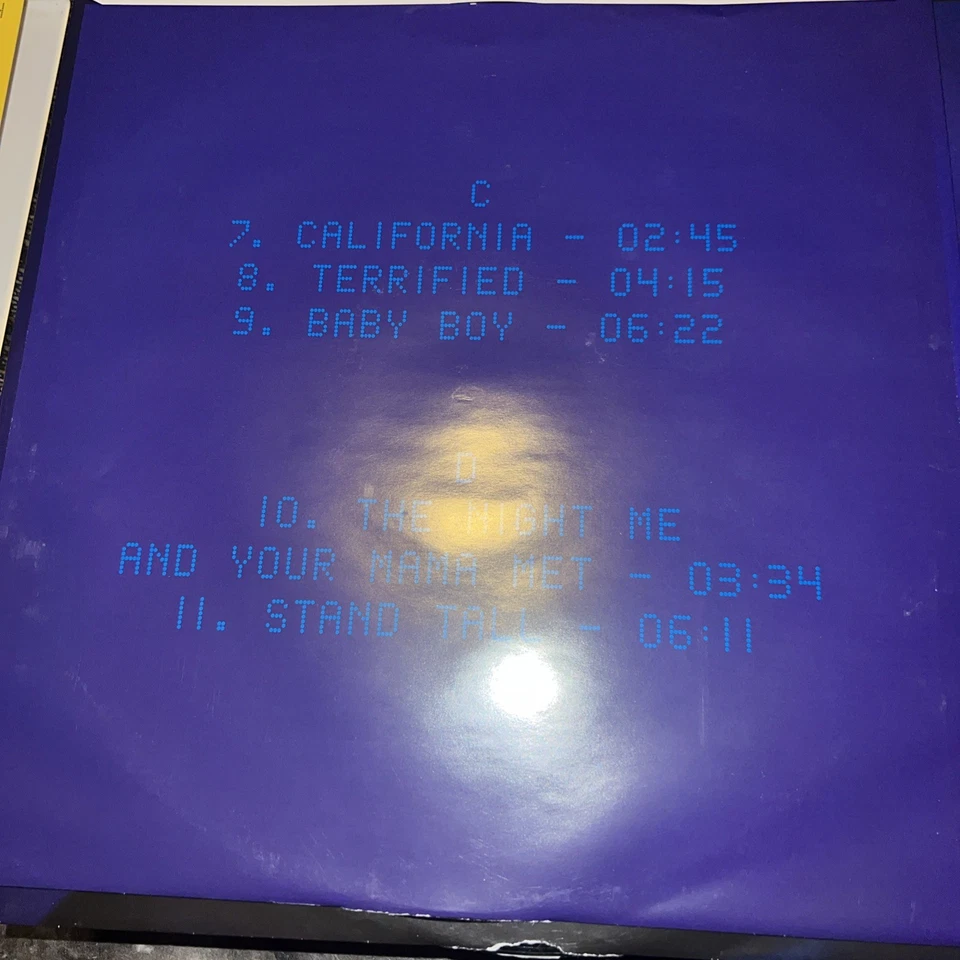 C
7. CALIFORNIA - 02:45
8. TERRIFIED - 04:15
9. BABY BOY - 06:22
D
10. THE NIGHT ME
AND YOUR MAMA MET - 03:34
11. STAND TALL - 06:11